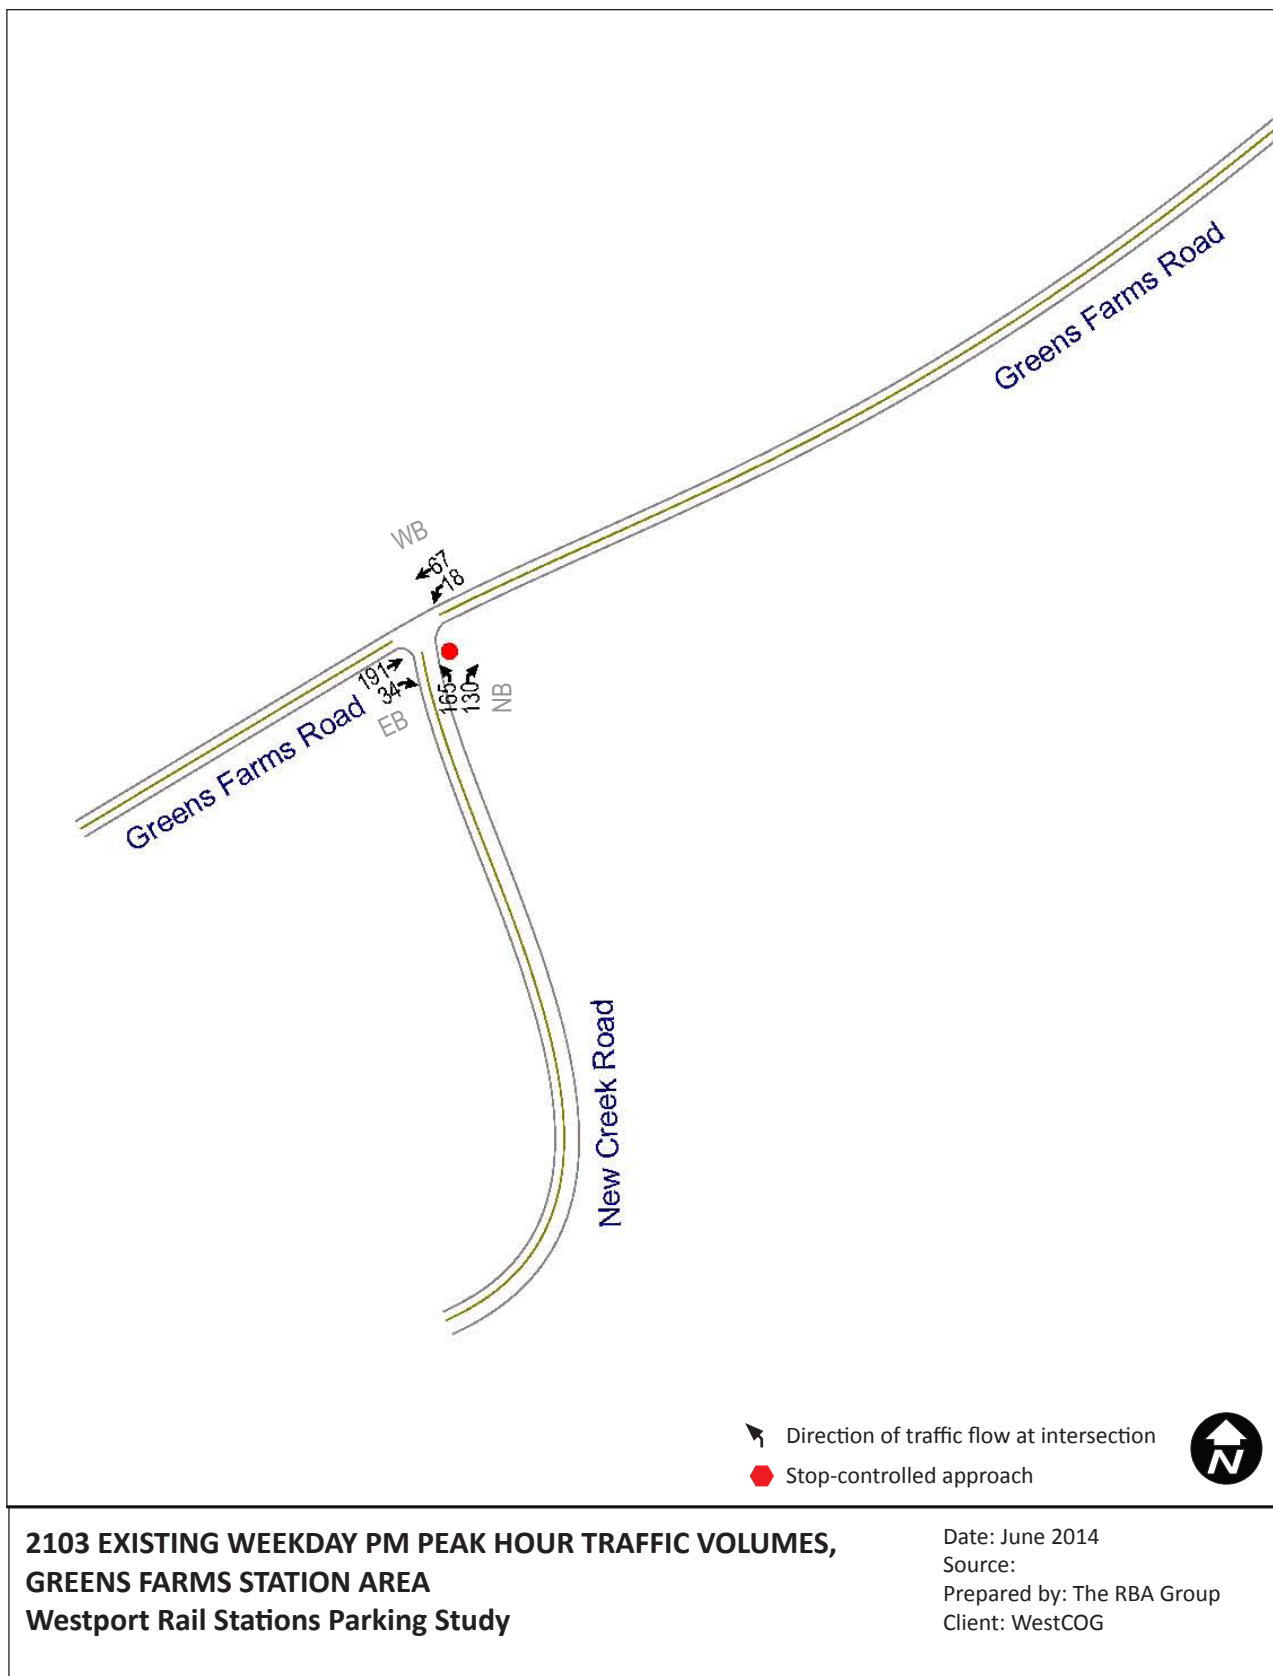 Greens Farms Road
WB
67
18
191
34
EB
165
130
NB
Greens Farms Road
New Creek Road
Direction of traffic flow at intersection
N
Stop-controlled approach
2103 EXISTING WEEKDAY PM PEAK HOUR TRAFFIC VOLUMES,
GREENS FARMS STATION AREA
Westport Rail Stations Parking Study
Date: June 2014
Source:
Prepared by: The RBA Group
Client: WestCOG